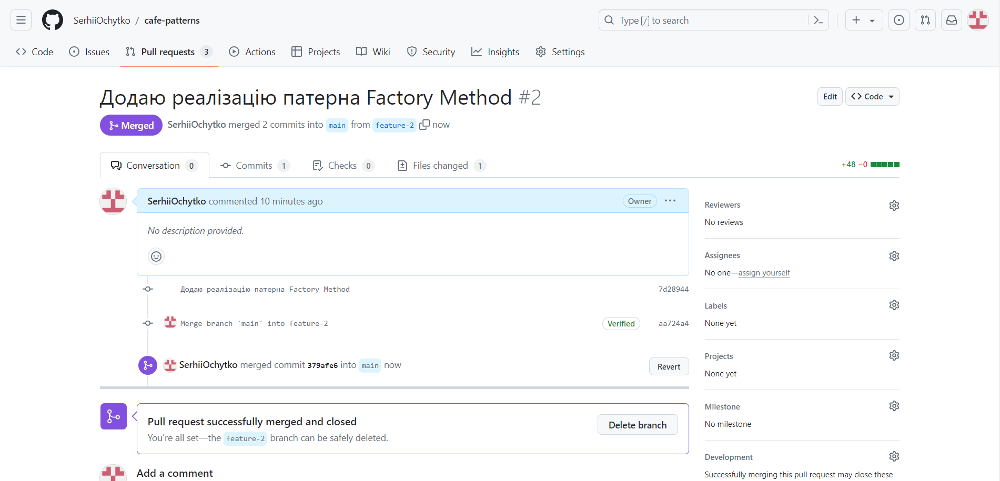 SerhiiOchytko / cafe-patterns
Type / to search
Code Issues Pull requests 3 Actions Projects Wiki Security Insights Settings
Додаю реалізацію патерна Factory Method #2
Edit
Code
Merged
SerhiiOchytko merged 2 commits into main from feature-2 now
Conversation 0 Commits 1 Checks 0 Files changed 1
+48 −0
SerhiiOchytko commented 10 minutes ago
Owner
No description provided.
Додаю реалізацію патерна Factory Method
7d28944
Merge branch 'main' into feature-2
Verified
aa724a4
SerhiiOchytko merged commit 379afe6 into main now
Revert
Pull request successfully merged and closed
You're all set—the feature-2 branch can be safely deleted.
Delete branch
Add a comment
Reviewers
No reviews
Assignees
No one—assign yourself
Labels
None yet
Projects
None yet
Milestone
No milestone
Development
Successfully merging this pull request may close these